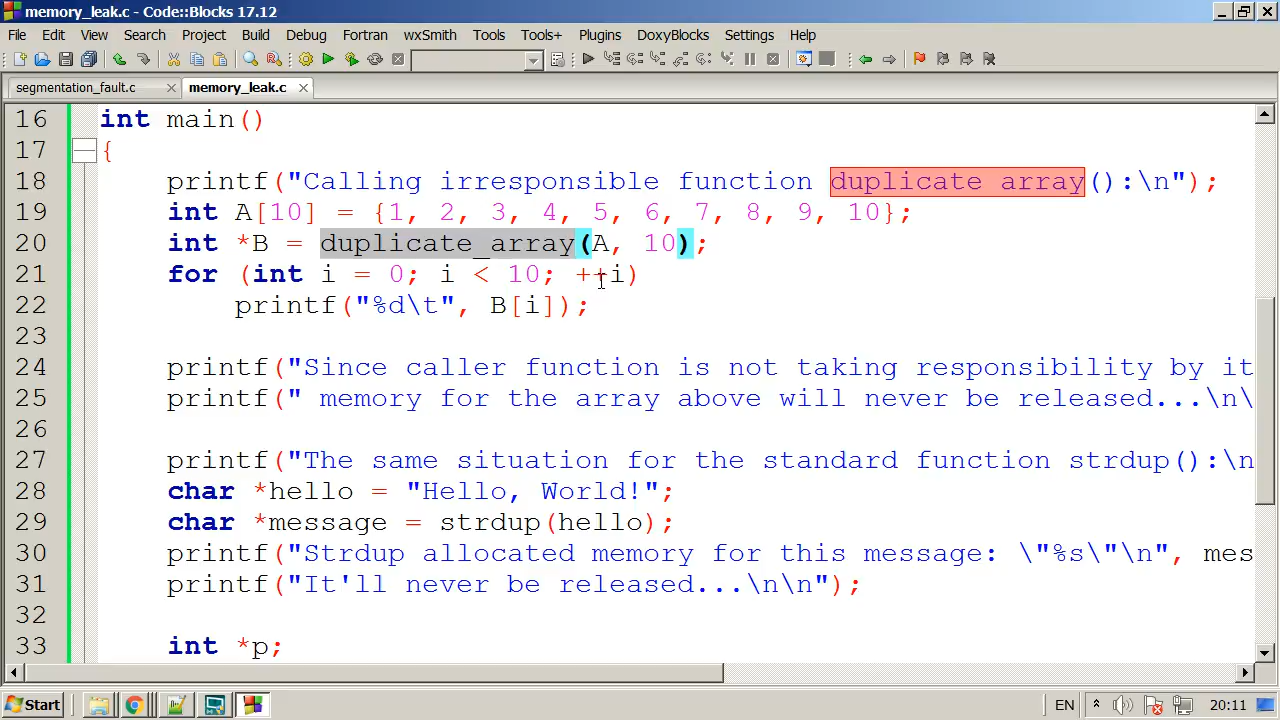 memory_leak.c - Code::Blocks 17.12
File Edit View Search Project Build Debug Fortran wxSmith Tools Tools+ Plugins DoxyBlocks Settings Help
segmentation_fault.c memory_leak.c
16 int main()
17 {
18 printf("Calling irresponsible function duplicate_array():\n");
19 int A[10] = {1, 2, 3, 4, 5, 6, 7, 8, 9, 10};
20 int *B = duplicate_array(A, 10);
21 for (int i = 0; i < 10; ++i)
22 printf("%d\t", B[i]);
23
24 printf("Since caller function is not taking responsibility by it
25 printf(" memory for the array above will never be released...\n\
26
27 printf("The same situation for the standard function strdup():\n
28 char *hello = "Hello, World!";
29 char *message = strdup(hello);
30 printf("Strdup allocated memory for this message: \"%s\"\n", mes
31 printf("It'll never be released...\n\n");
32
33 int *p;
Start EN 20:11